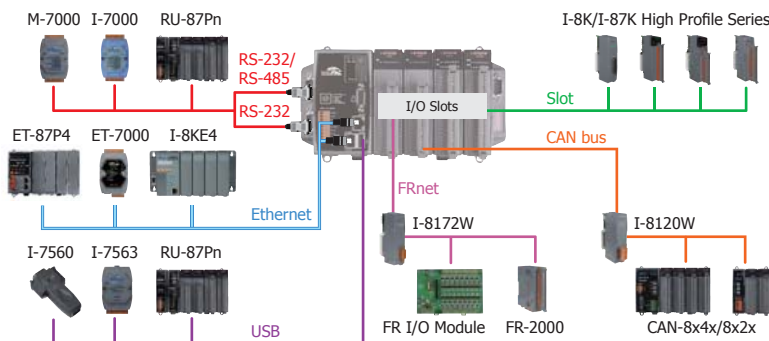 M-7000 I-7000 RU-87Pn
I-8K/I-87K High Profile Series
RS-232/
RS-485
RS-232
I/O Slots
Slot
CAN bus
ET-87P4 ET-7000 I-8KE4
Ethernet
FRnet
I-8172W
I-8120W
I-7560 I-7563 RU-87Pn
USB
FR I/O Module
FR-2000
CAN-8x4x/8x2x